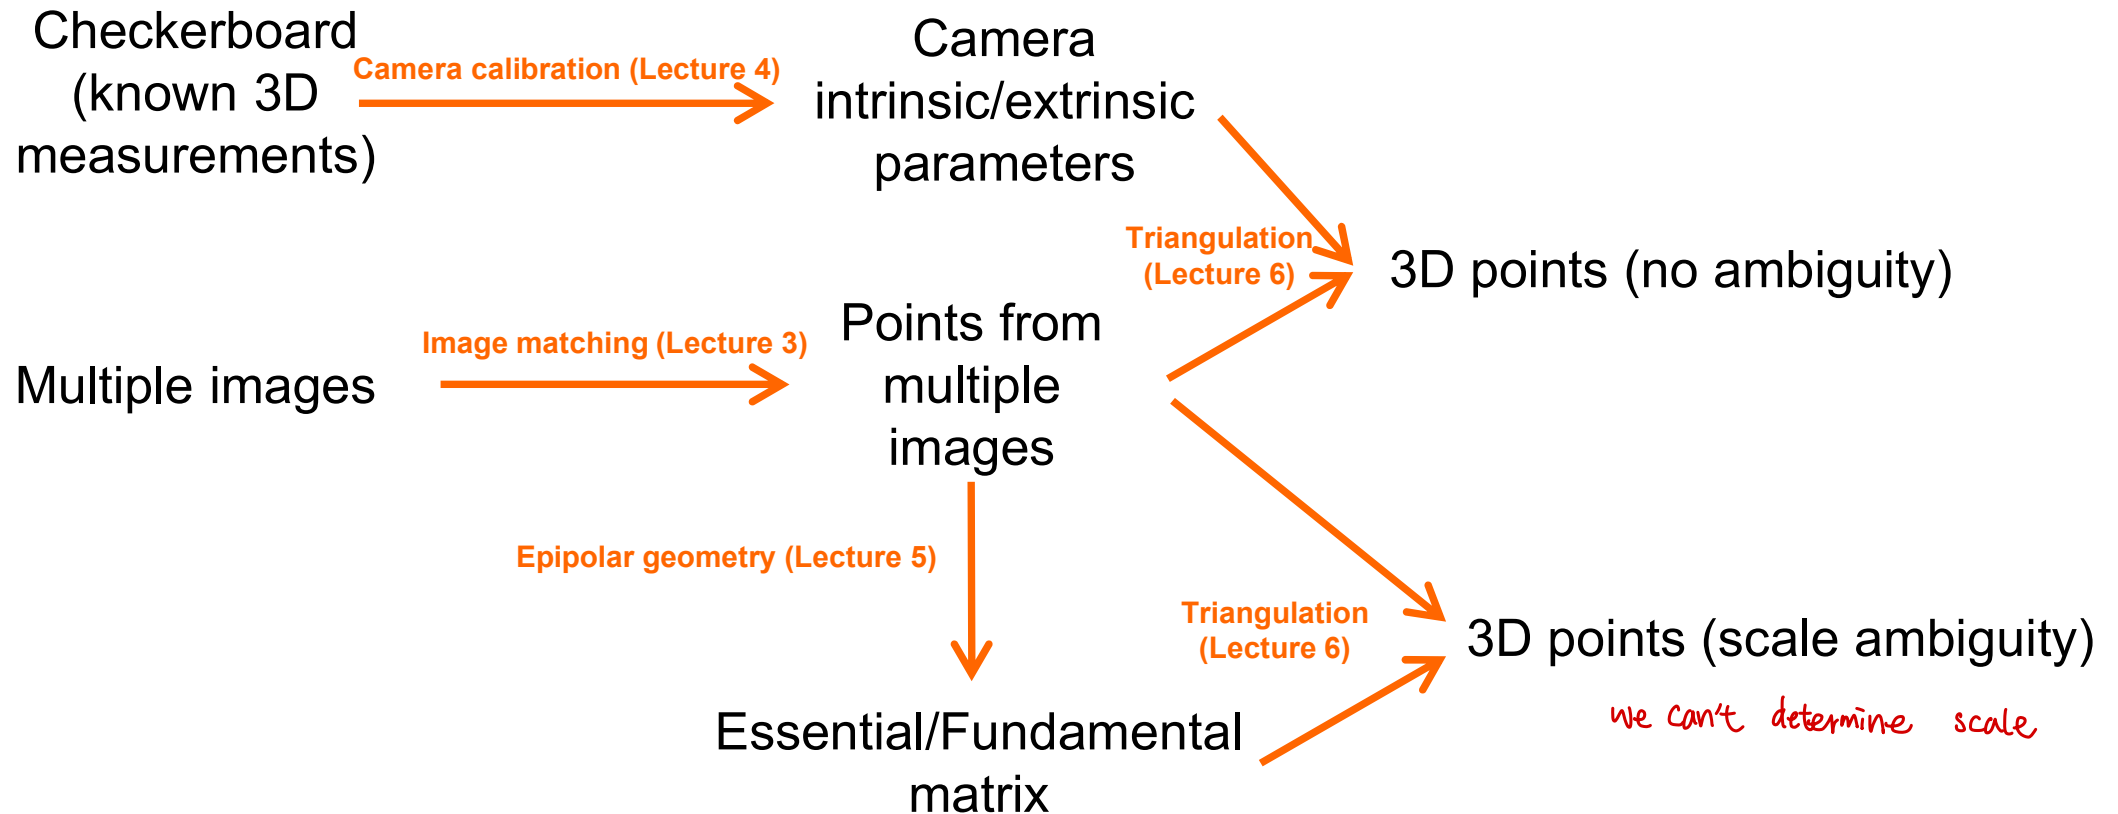 Checkerboard
(known 3D
measurements)
Camera calibration (Lecture 4)
Camera
intrinsic/extrinsic
parameters
Triangulation
(Lecture 6)
3D points (no ambiguity)
Multiple images
Image matching (Lecture 3)
Points from
multiple
images
Epipolar geometry (Lecture 5)
Triangulation
(Lecture 6)
3D points (scale ambiguity)
we can't determine scale
Essential/Fundamental
matrix